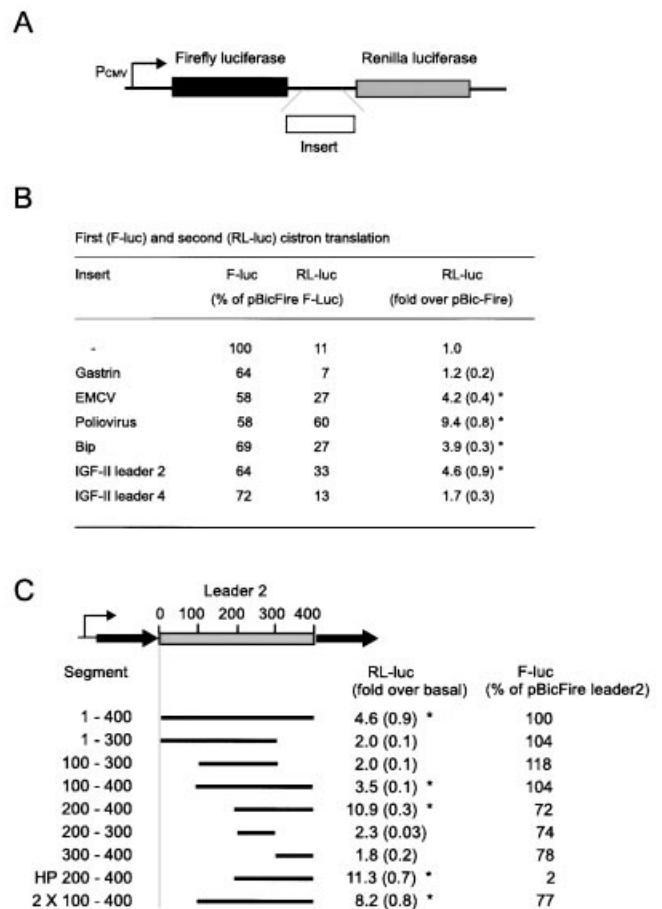 A
PCMV Firefly luciferase Renilla luciferase
Insert
B
First (F-luc) and second (RL-luc) cistron translation
Insert F-luc RL-luc RL-luc
(% of pBicFire F-Luc) (fold over pBic-Fire)
- 100 11 1.0
Gastrin 64 7 1.2 (0.2)
EMCV 58 27 4.2 (0.4) *
Poliovirus 58 60 9.4 (0.8) *
Bip 69 27 3.9 (0.3) *
IGF-II leader 2 64 33 4.6 (0.9) *
IGF-II leader 4 72 13 1.7 (0.3)
C
Leader 2
0 100 200 300 400
Segment RL-luc F-luc
(fold over basal) (% of pBicFire leader2)
1 - 400 4.6 (0.9) * 100
1 - 300 2.0 (0.1) 104
100 - 300 2.0 (0.1) 118
100 - 400 3.5 (0.1) * 104
200 - 400 10.9 (0.3) * 72
200 - 300 2.3 (0.03) 74
300 - 400 1.8 (0.2) 78
HP 200 - 400 11.3 (0.7) * 2
2 X 100 - 400 8.2 (0.8) * 77